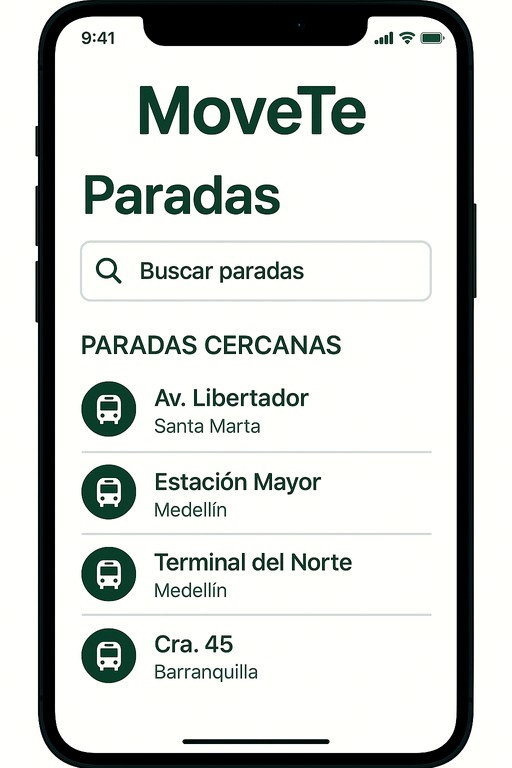 9:41
MoveTe
Paradas
Buscar paradas
PARADAS CERCANAS
Av. Libertador
Santa Marta
Estación Mayor
Medellín
Terminal del Norte
Medellín
Cra. 45
Barranquilla